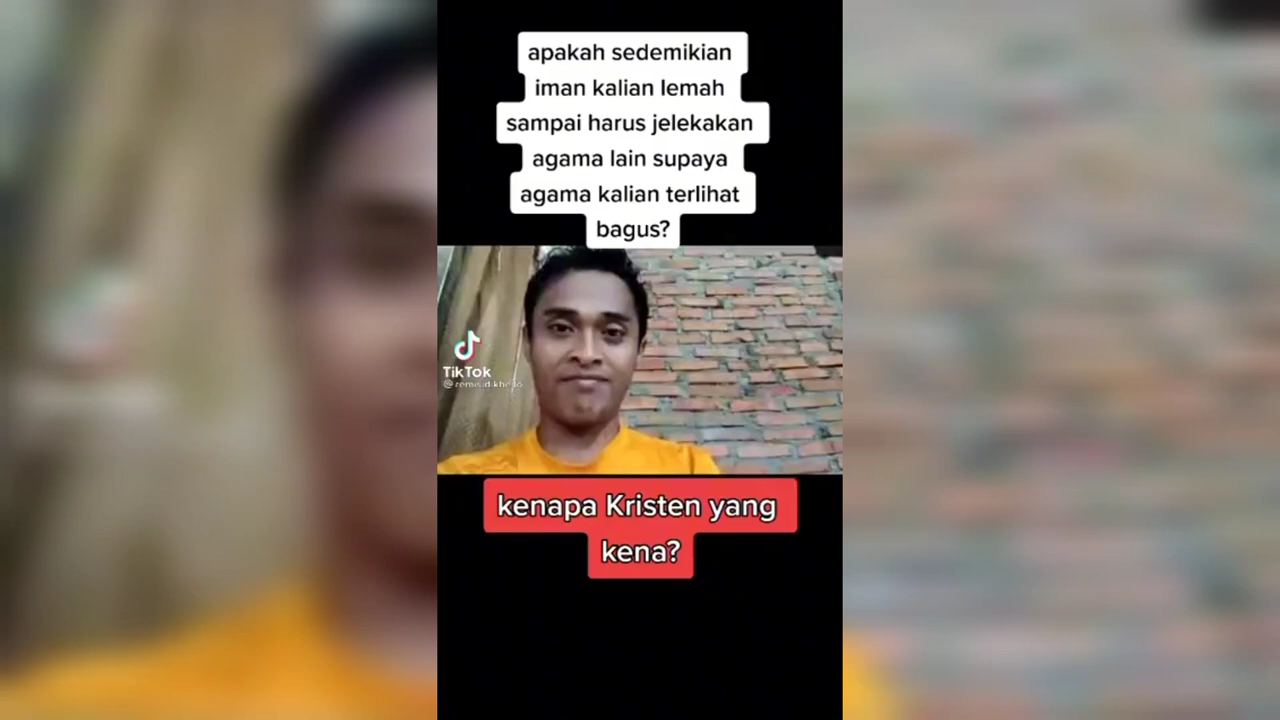 apakah sedemikian
iman kalian lemah
sampai harus jelekakan
agama lain supaya
agama kalian terlihat
bagus?
TikTok
kenapa Kristen yang
kena?